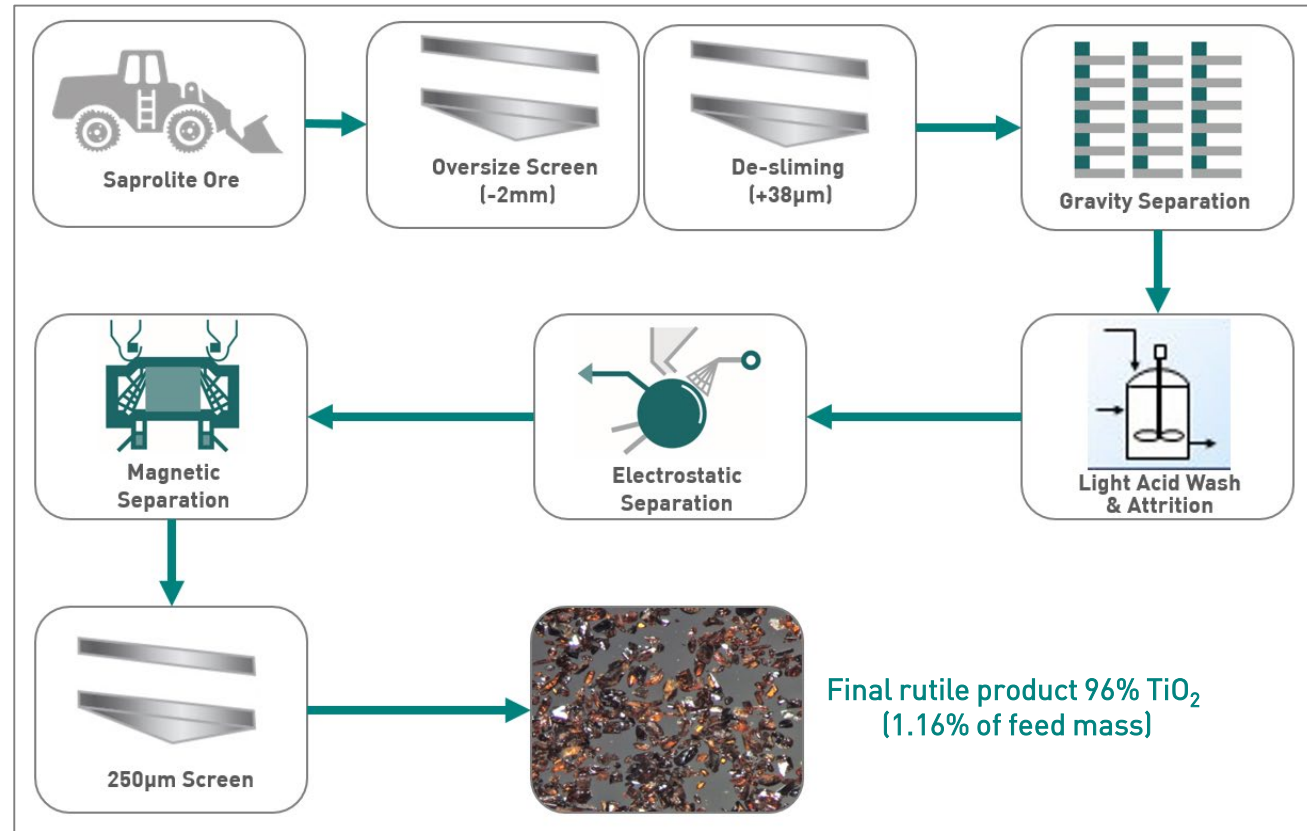 Saprolite Ore
Oversize Screen
(-2mm)
De-sliming
(+38µm)
Gravity Separation
Magnetic
Separation
Electrostatic
Separation
Light Acid Wash
& Attrition
250µm Screen
Final rutile product 96% TiO₂
(1.16% of feed mass)